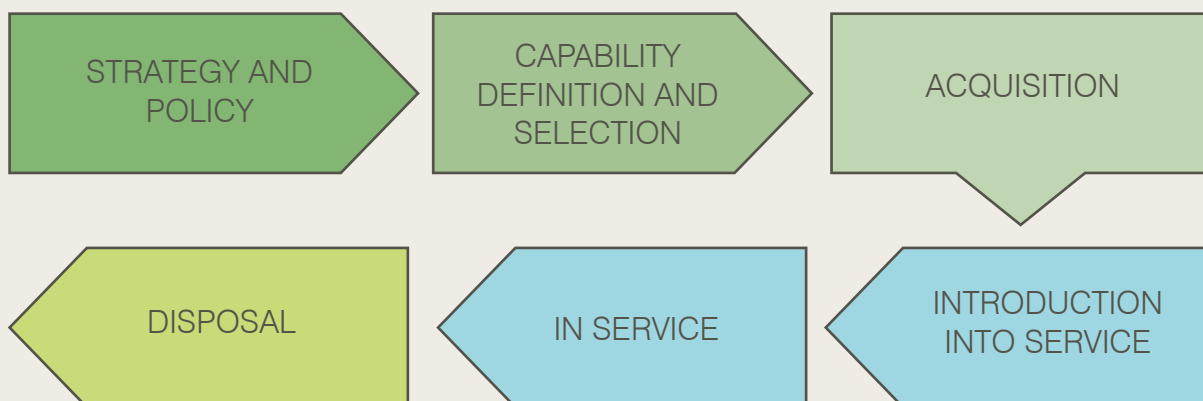 STRATEGY AND
POLICY
CAPABILITY
DEFINITION AND
SELECTION
ACQUISITION
INTRODUCTION
INTO SERVICE
IN SERVICE
DISPOSAL